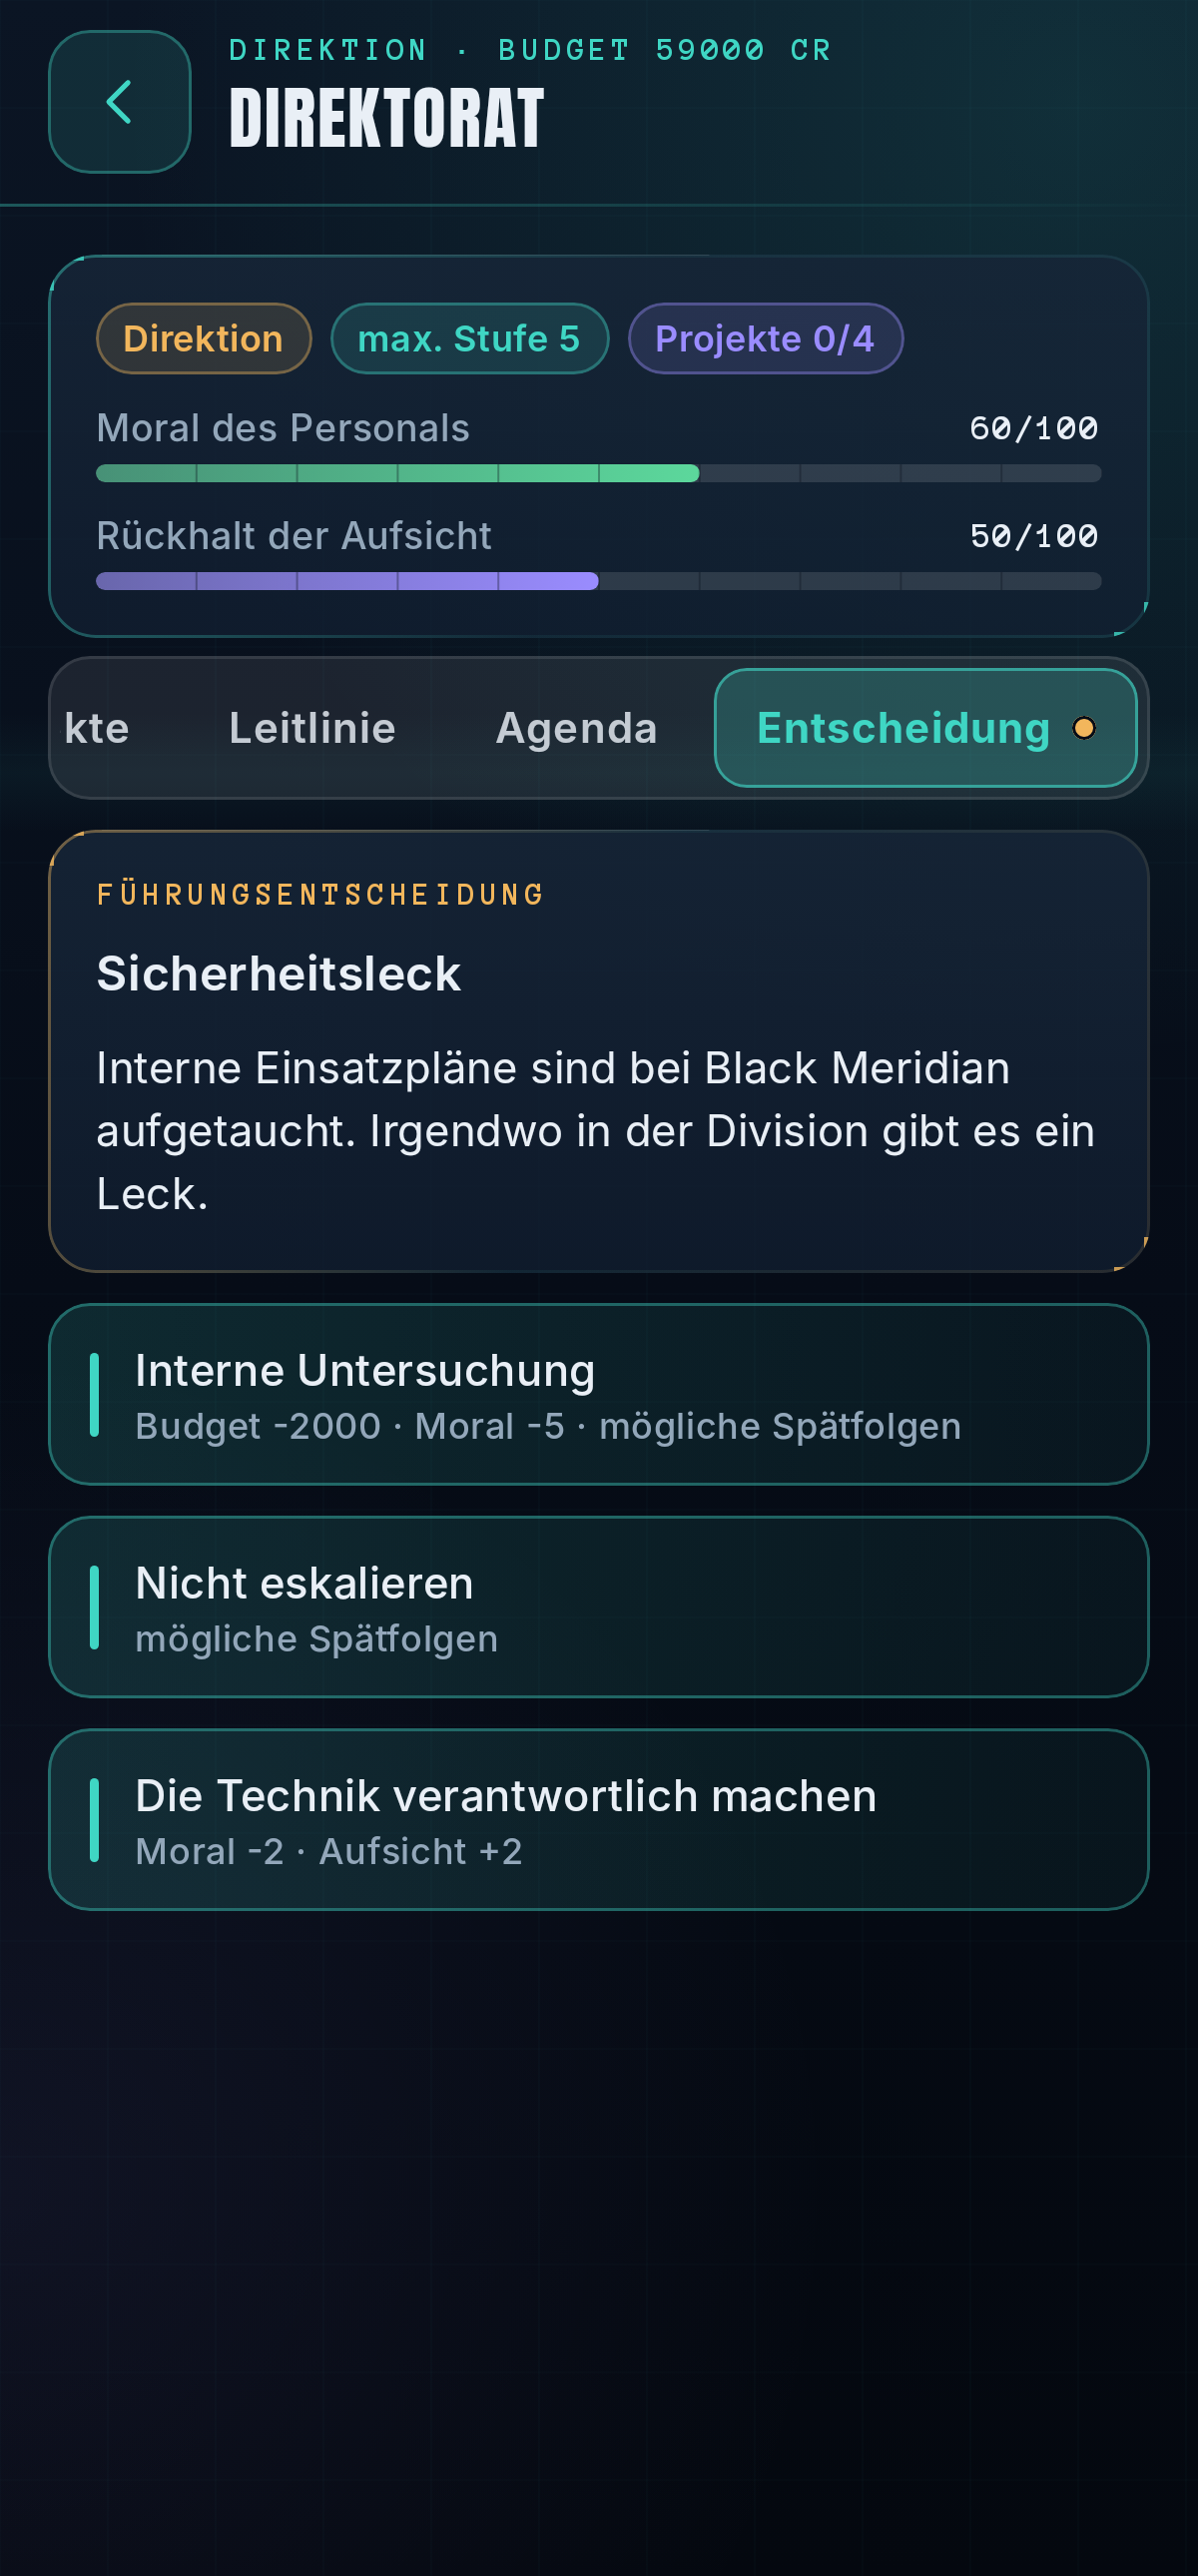 DIREKTION · BUDGET 59000 CR
DIREKTORAT
Direktion max. Stufe 5 Projekte 0/4
Moral des Personals 60/100
Rückhalt der Aufsicht 50/100
kte Leitlinie Agenda Entscheidung
FÜHRUNGSENTSCHEIDUNG
Sicherheitsleck
Interne Einsatzpläne sind bei Black Meridian
aufgetaucht. Irgendwo in der Division gibt es ein
Leck.
Interne Untersuchung
Budget -2000 · Moral -5 · mögliche Spätfolgen
Nicht eskalieren
mögliche Spätfolgen
Die Technik verantwortlich machen
Moral -2 · Aufsicht +2